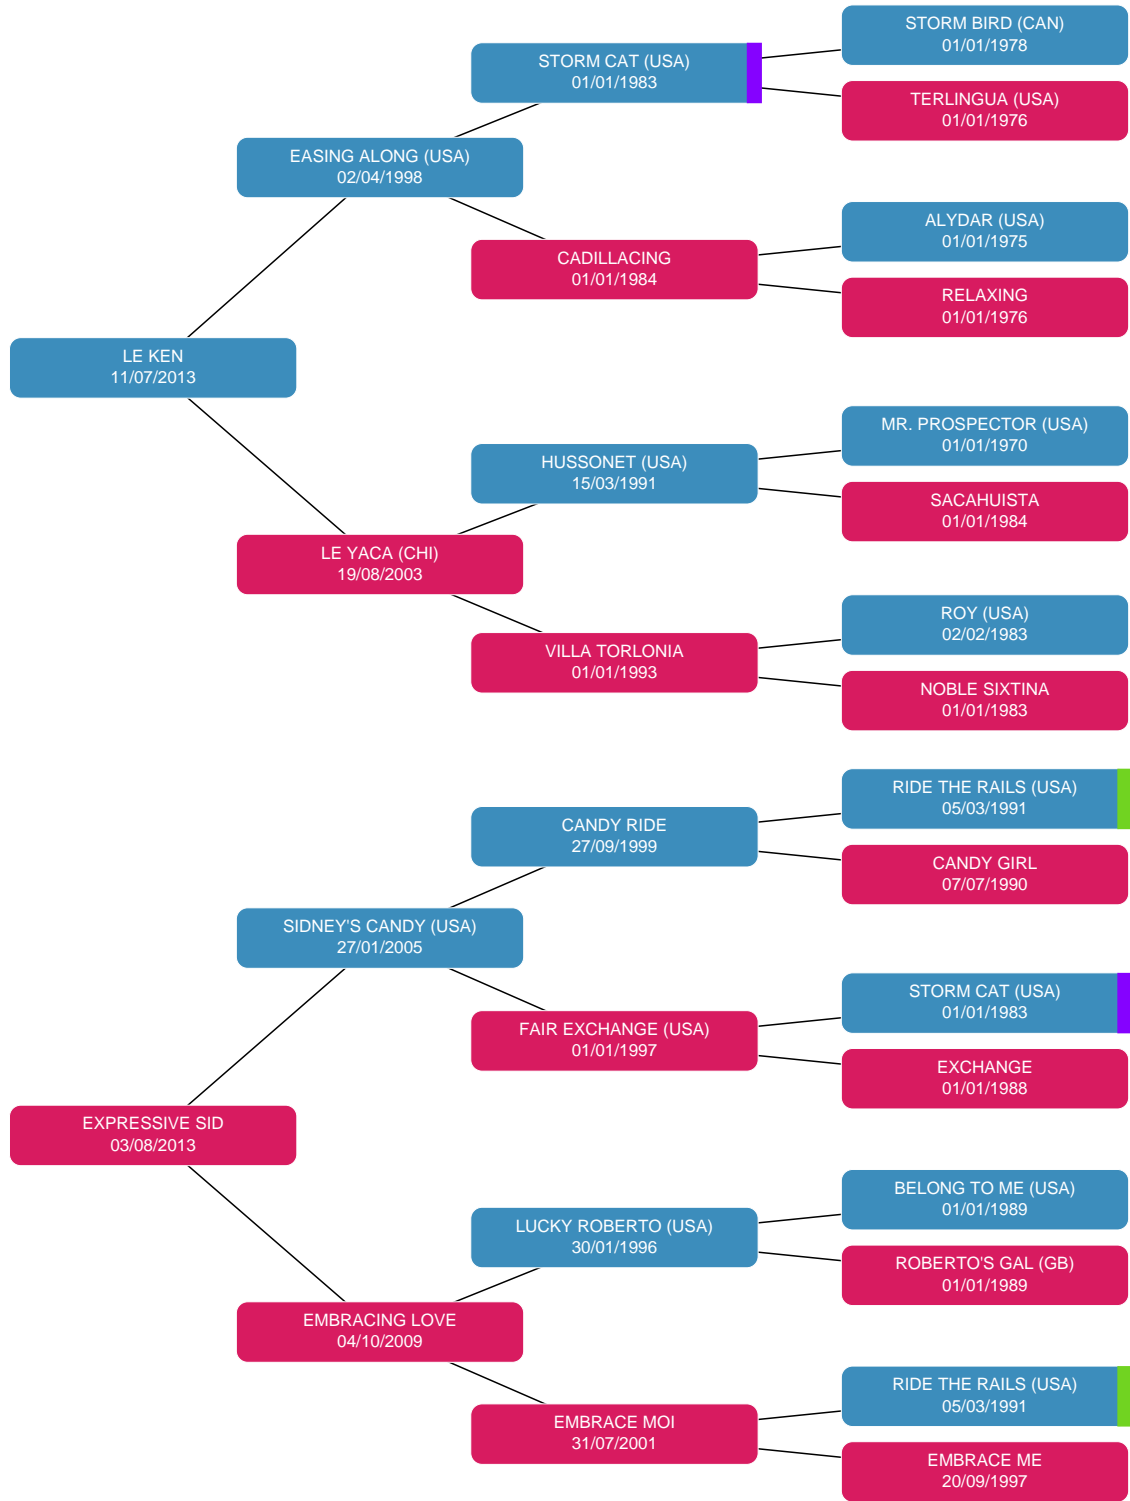 STORM BIRD (CAN)
01/01/1978
STORM CAT (USA)
01/01/1983
TERLINGUA (USA)
01/01/1976
EASING ALONG (USA)
02/04/1998
ALYDAR (USA)
01/01/1975
CADILLACING
01/01/1984
RELAXING
01/01/1976
LE KEN
11/07/2013
MR. PROSPECTOR (USA)
01/01/1970
HUSSONET (USA)
15/03/1991
SACAHUISTA
01/01/1984
LE YACA (CHI)
19/08/2003
ROY (USA)
02/02/1983
VILLA TORLONIA
01/01/1993
NOBLE SIXTINA
01/01/1983
RIDE THE RAILS (USA)
05/03/1991
CANDY RIDE
27/09/1999
CANDY GIRL
07/07/1990
SIDNEY'S CANDY (USA)
27/01/2005
STORM CAT (USA)
01/01/1983
FAIR EXCHANGE (USA)
01/01/1997
EXCHANGE
01/01/1988
EXPRESSIVE SID
03/08/2013
BELONG TO ME (USA)
01/01/1989
LUCKY ROBERTO (USA)
30/01/1996
ROBERTO'S GAL (GB)
01/01/1989
EMBRACING LOVE
04/10/2009
RIDE THE RAILS (USA)
05/03/1991
EMBRACE MOI
31/07/2001
EMBRACE ME
20/09/1997